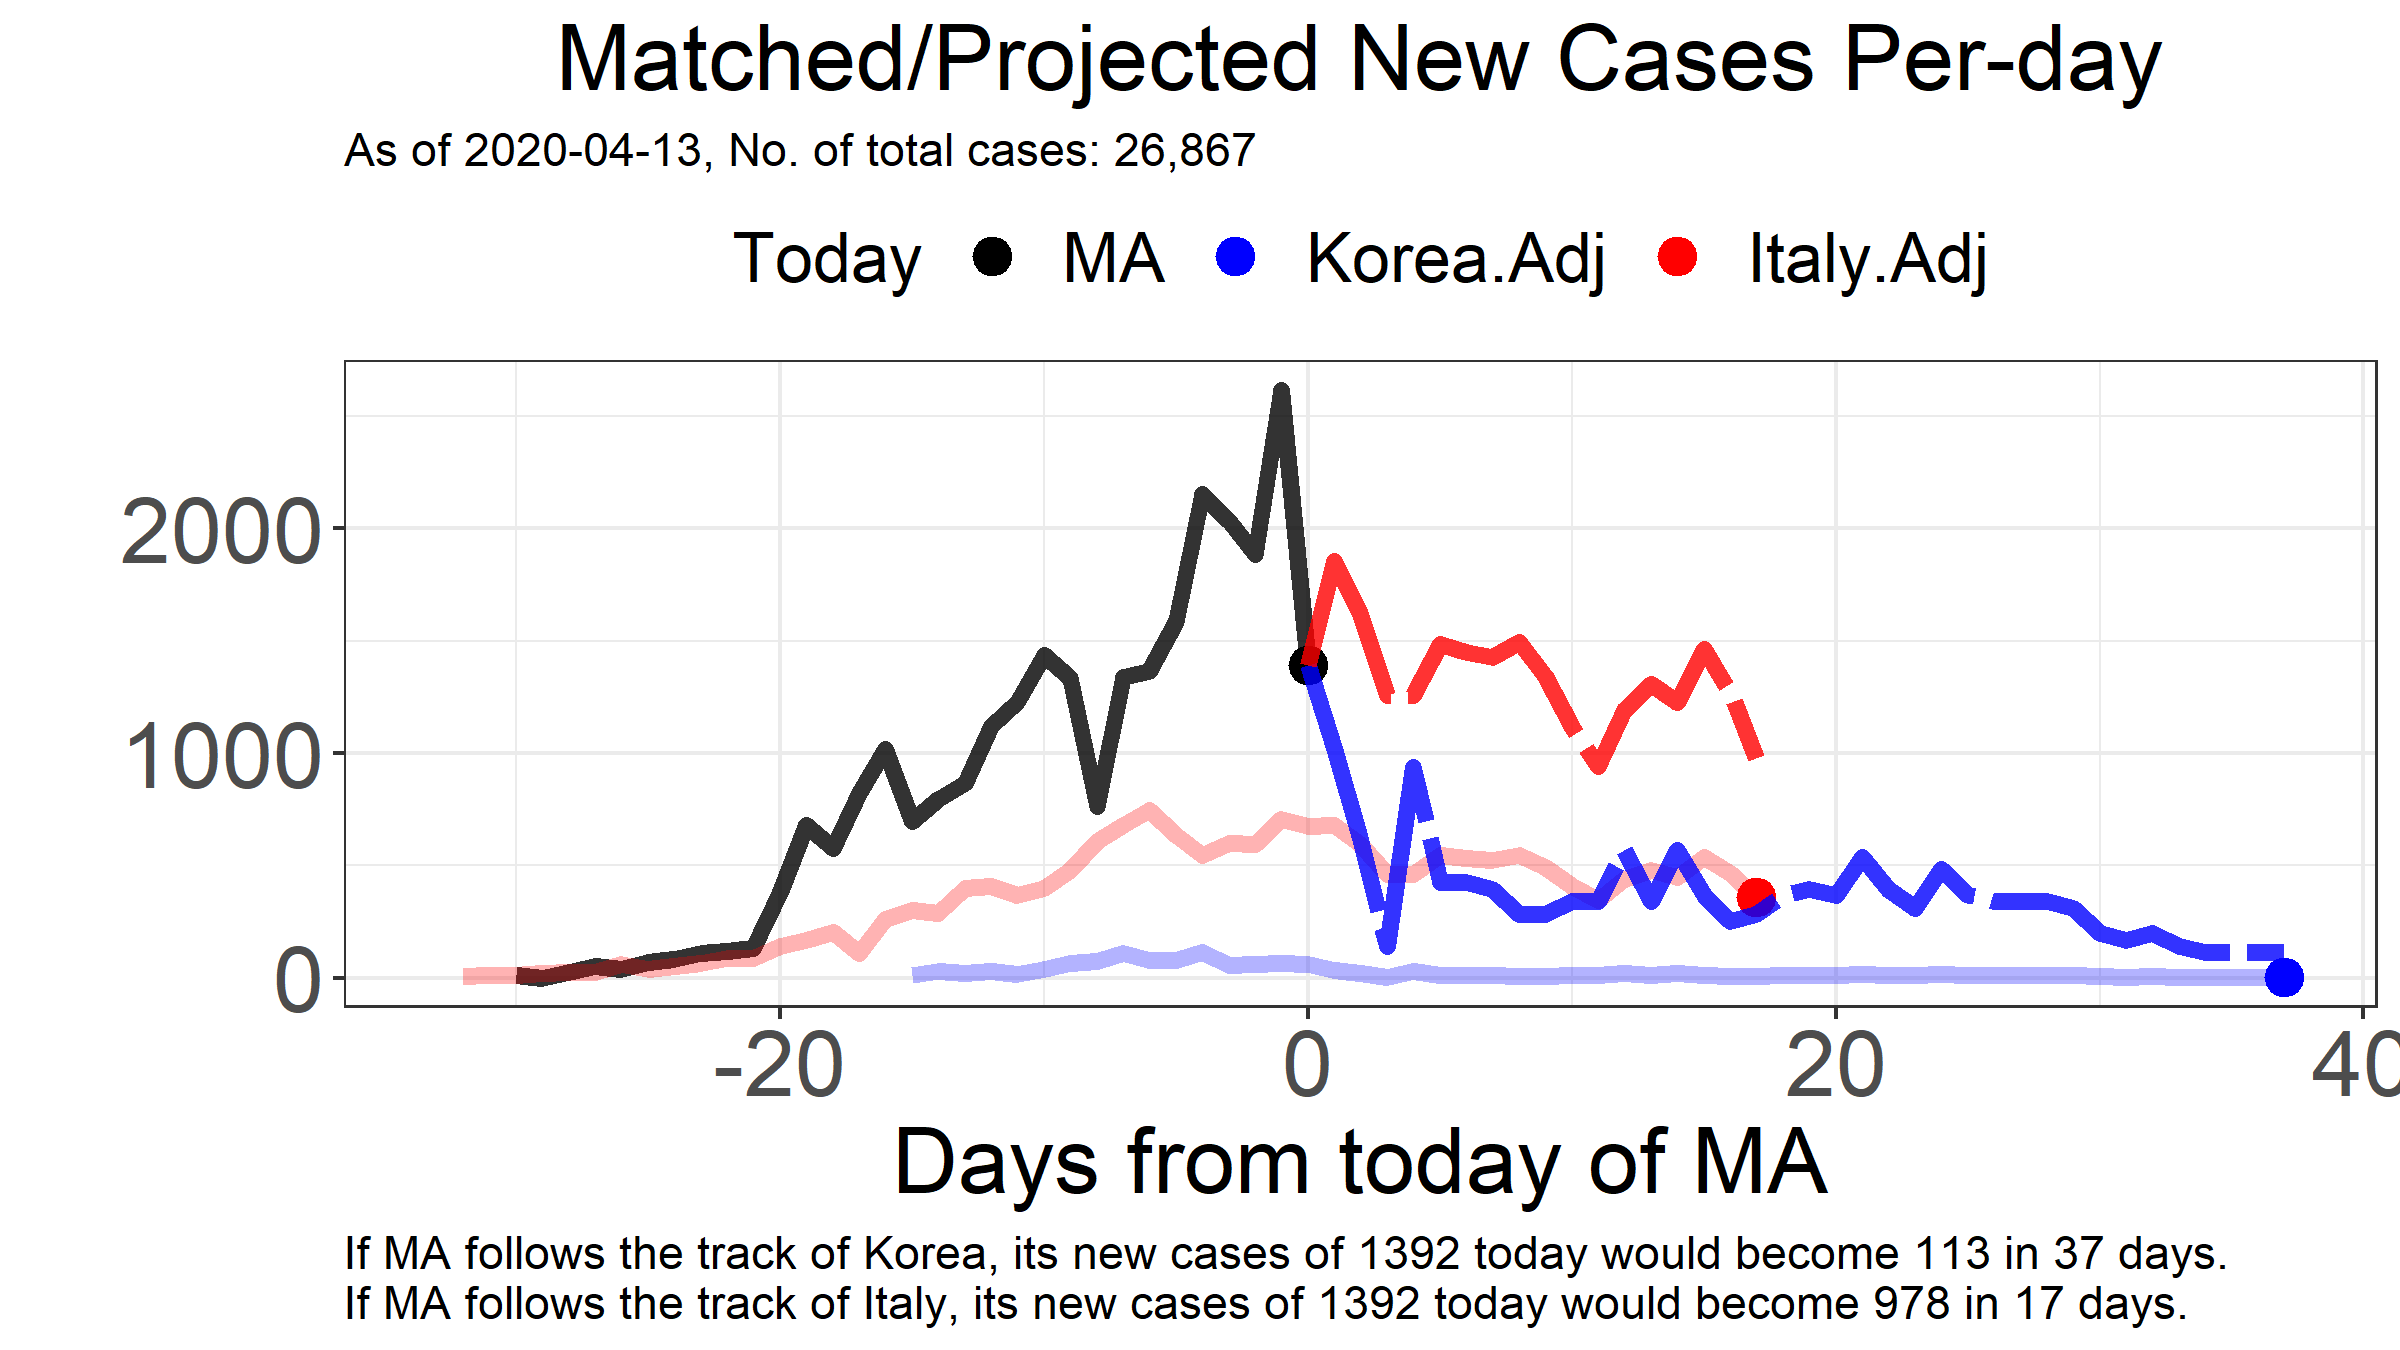 Matched/Projected New Cases Per-day
As of 2020-04-13, No. of total cases: 26,867
Today MA Korea.Adj Italy.Adj
2000
1000
0
-20 0 20 40
Days from today of MA
If MA follows the track of Korea, its new cases of 1392 today would become 113 in 37 days.
If MA follows the track of Italy, its new cases of 1392 today would become 978 in 17 days.